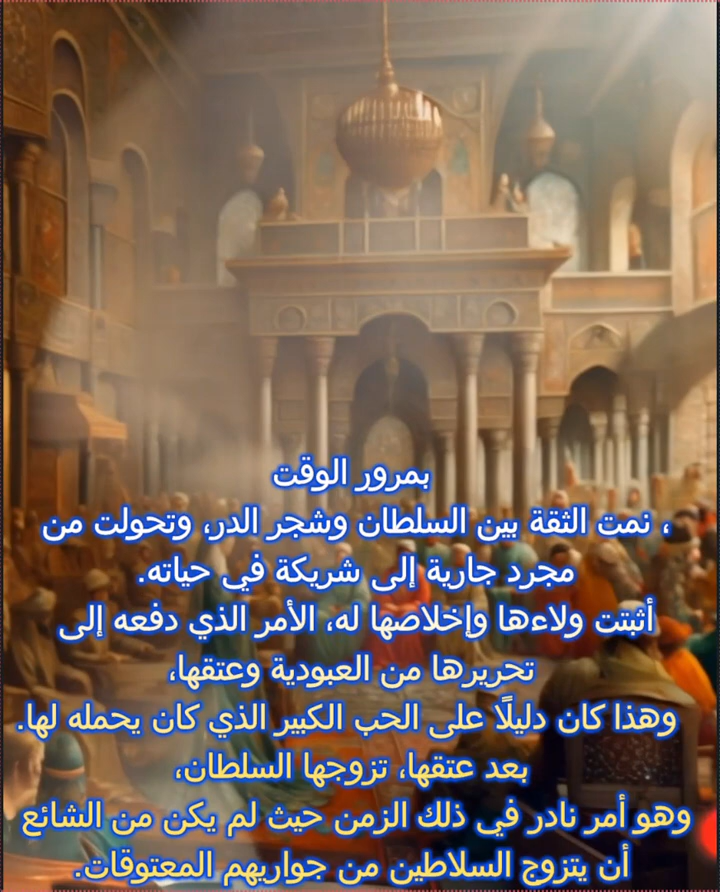 بمرور الوقت
، نمت الثقة بين السلطان وشجر الدر، وتحولت من
مجرد جارية إلى شريكة في حياته.
أثبتت ولاءها وإخلاصها له، الأمر الذي دفعه إلى
تحريرها من العبودية وعتقها،
وهذا كان دليلًا على الحب الكبير الذي كان يحمله لها.
بعد عتقها، تزوجها السلطان،
وهو أمر نادر في ذلك الزمن حيث لم يكن من الشائع
أن يتزوج السلاطين من جواريهم المعتوقات.